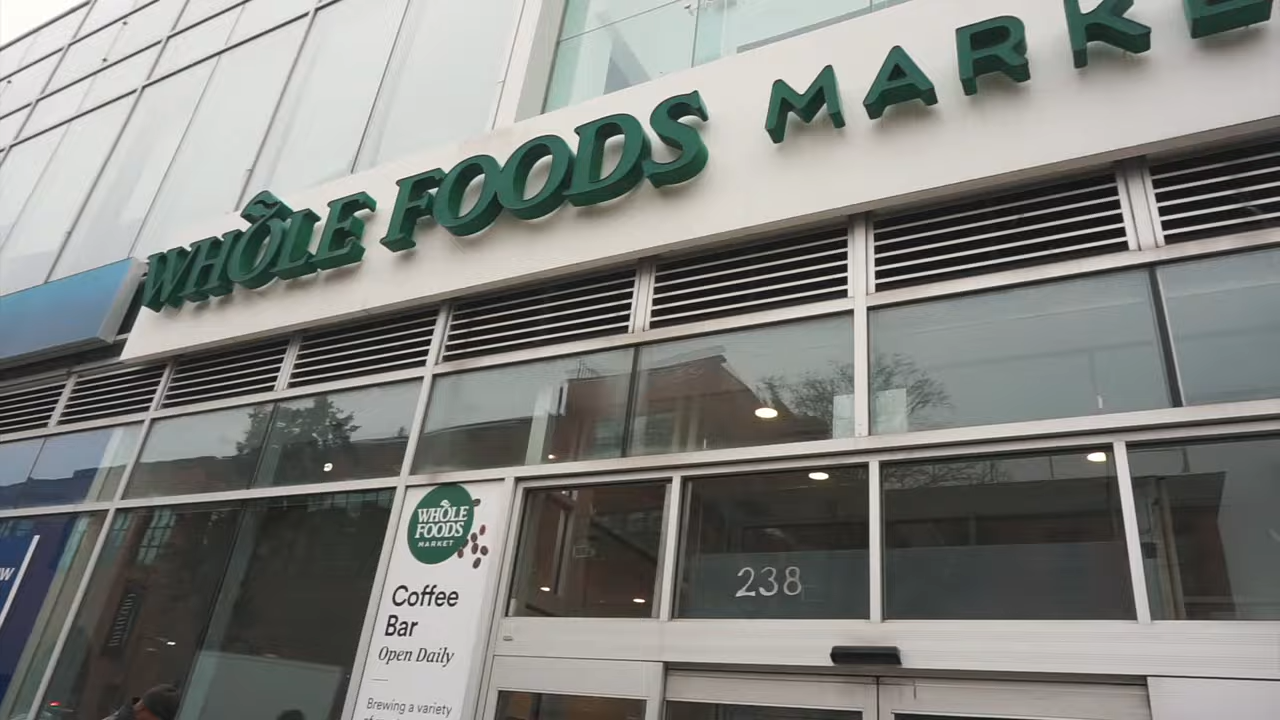 WHOLE FOODS MARKE
WHOLE
FOODS
MARKET
Coffee
Bar
Open Daily
Brewing a variety
238